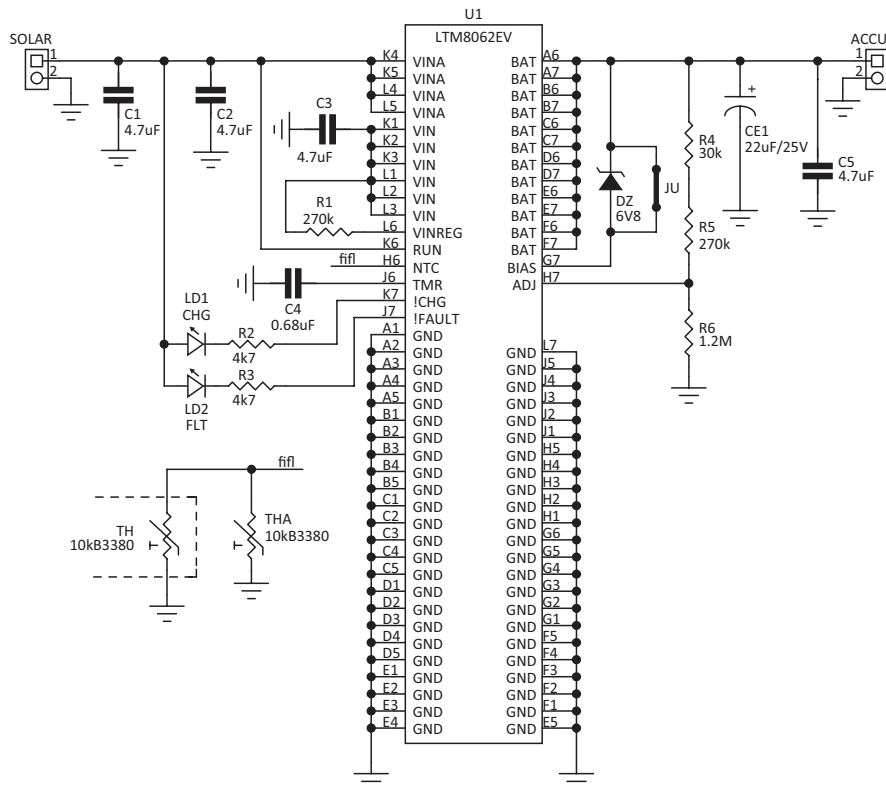 U1
LTM8062EV
SOLAR
1
2
C1
4.7uF
C2
4.7uF
C3
4.7uF
R1
270k
fifl
C4
0.68uF
LD1
CHG
R2
4k7
R3
4k7
LD2
FLT
fifl
TH
10kB3380
THA
10kB3380
K4 VINA
K5 VINA
L4 VINA
L5 VINA
K1 VIN
K2 VIN
K3 VIN
L1 VIN
L2 VIN
L3 VIN
L6 VINREG
K6 RUN
H6 NTC
J6 TMR
K7 !CHG
J7 !FAULT
A1 GND
A2 GND
A3 GND
A4 GND
A5 GND
B1 GND
B2 GND
B3 GND
B4 GND
B5 GND
C1 GND
C2 GND
C3 GND
C4 GND
C5 GND
D1 GND
D2 GND
D3 GND
D4 GND
D5 GND
E1 GND
E2 GND
E3 GND
E4 GND
BAT A6
BAT A7
BAT B6
BAT B7
BAT C6
BAT C7
BAT D6
BAT D7
BAT E6
BAT E7
BAT F6
BAT F7
BIAS G7
ADJ H7
GND L7
GND J5
GND J4
GND J3
GND J2
GND J1
GND H5
GND H4
GND H3
GND H2
GND H1
GND G6
GND G5
GND G4
GND G3
GND G2
GND G1
GND F5
GND F4
GND F3
GND F2
GND F1
GND E5
DZ
6V8
JU
R4
30k
R5
270k
R6
1.2M
+
CE1
22uF/25V
C5
4.7uF
ACCU
1
2